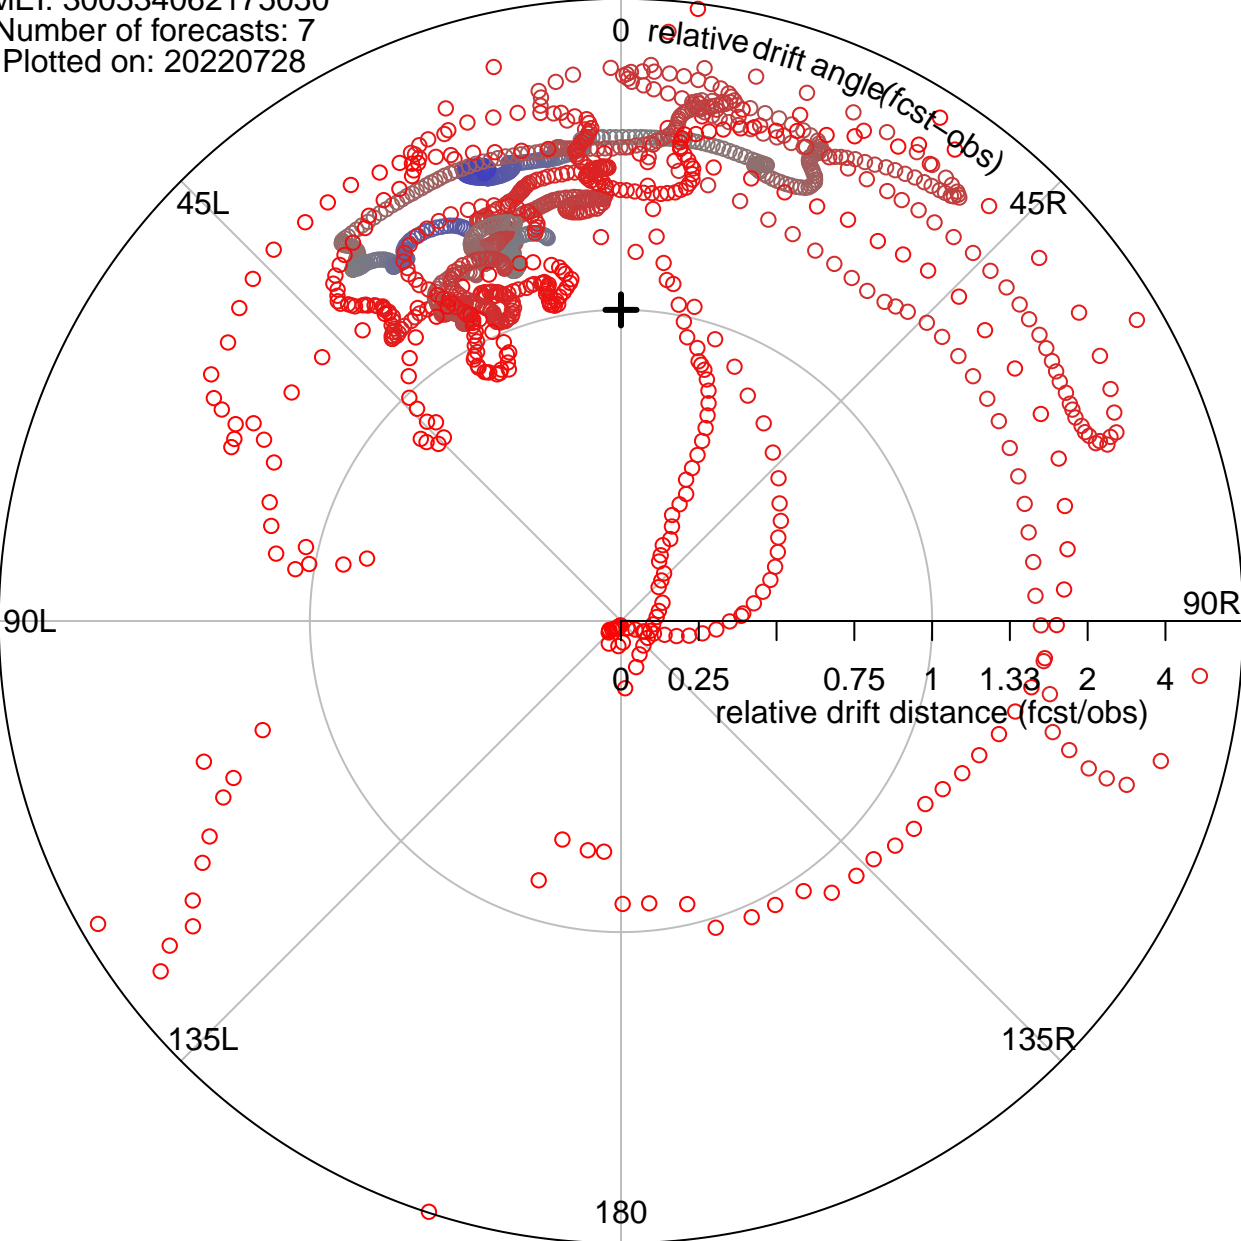 Number of forecasts: 7
Plotted on: 20220728
0
relative drift angle(fcst–obs)
45L
45R
90L
90R
0
0.25
0.75
1
1.33
2
4
relative drift distance (fcst/obs)
135L
135R
180